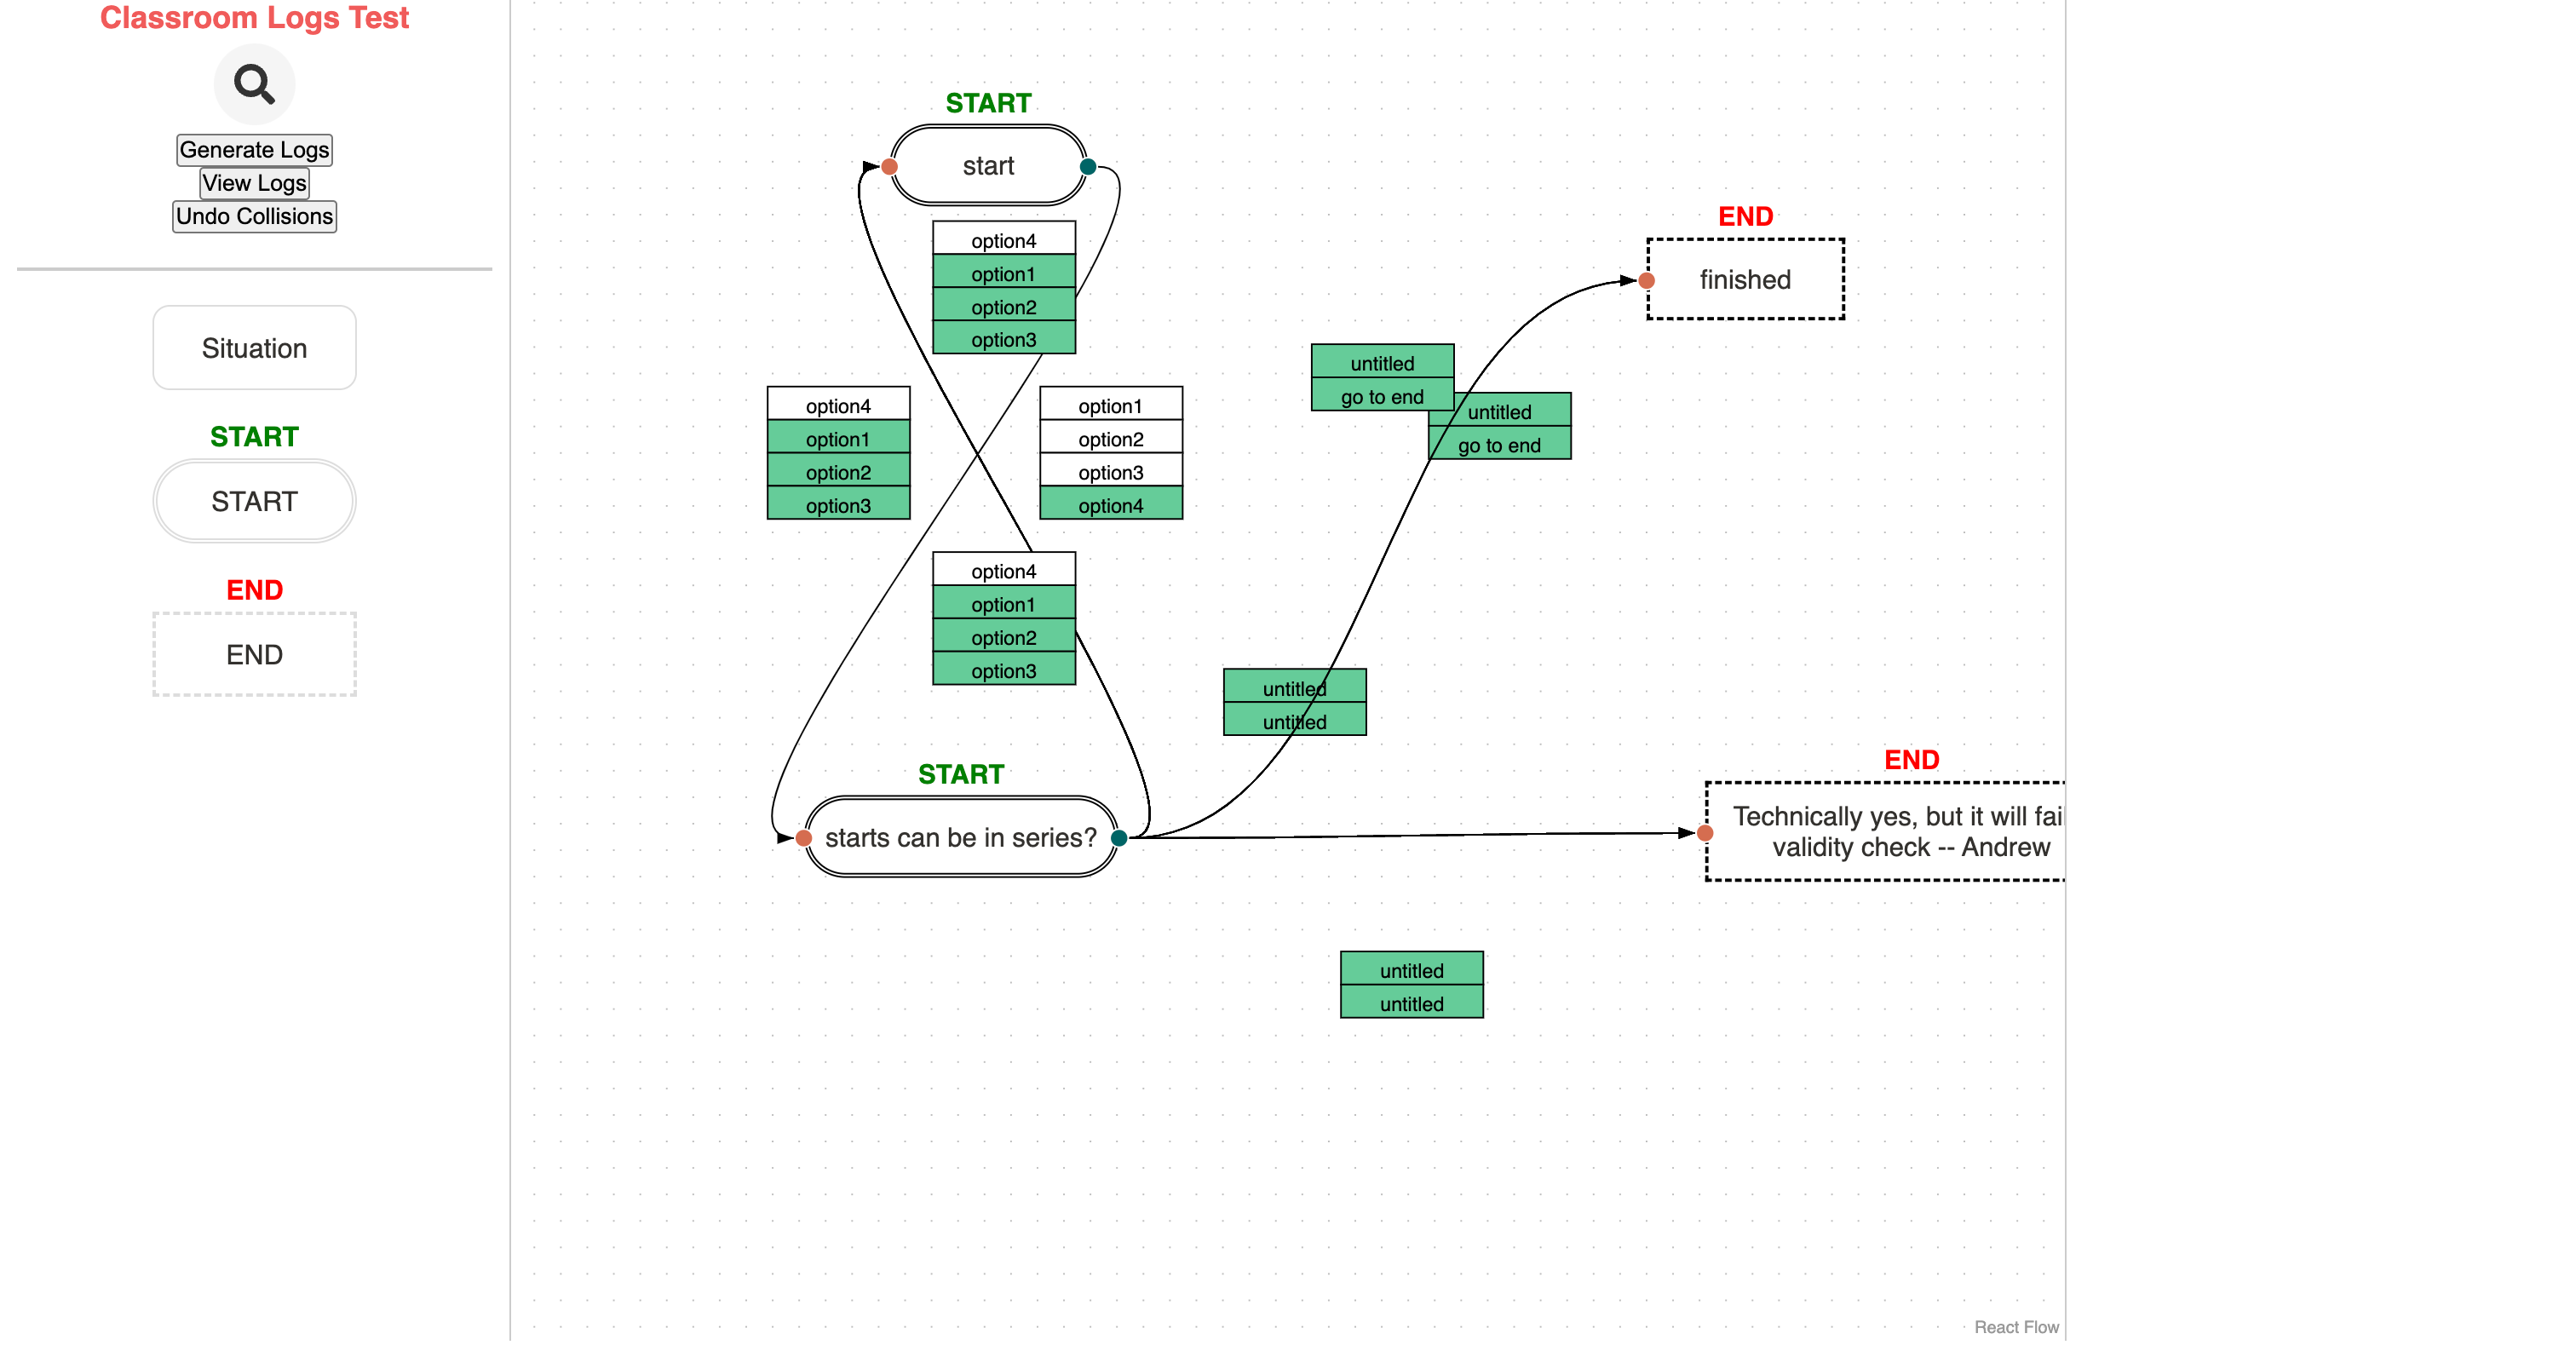 Classroom Logs Test
Generate Logs
View Logs
Undo Collisions
Situation
START
START
END
END
START
start
option4
option1
option2
option3
option4
option1
option2
option3
option1
option2
option3
option4
option4
option1
option2
option3
START
starts can be in series?
END
finished
untitled
go to end
untitled
go to end
untitled
untitled
END
Technically yes, but it will fail
validity check -- Andrew
untitled
untitled
React Flow